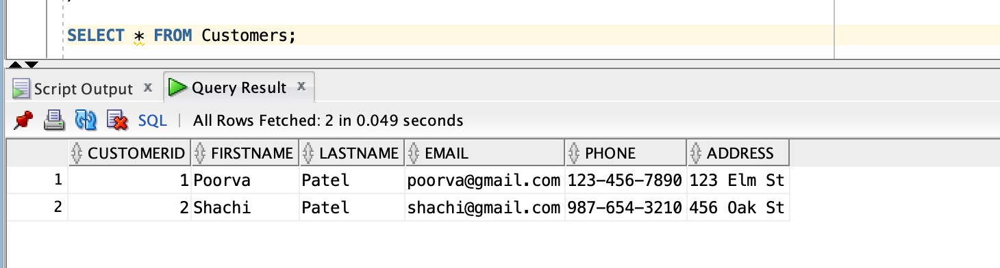 SELECT * FROM Customers;
Script Output x Query Result x
SQL | All Rows Fetched: 2 in 0.049 seconds
CUSTOMERID FIRSTNAME LASTNAME EMAIL PHONE ADDRESS
1 1 Poorva Patel poorva@gmail.com 123-456-7890 123 Elm St
2 2 Shachi Patel shachi@gmail.com 987-654-3210 456 Oak St